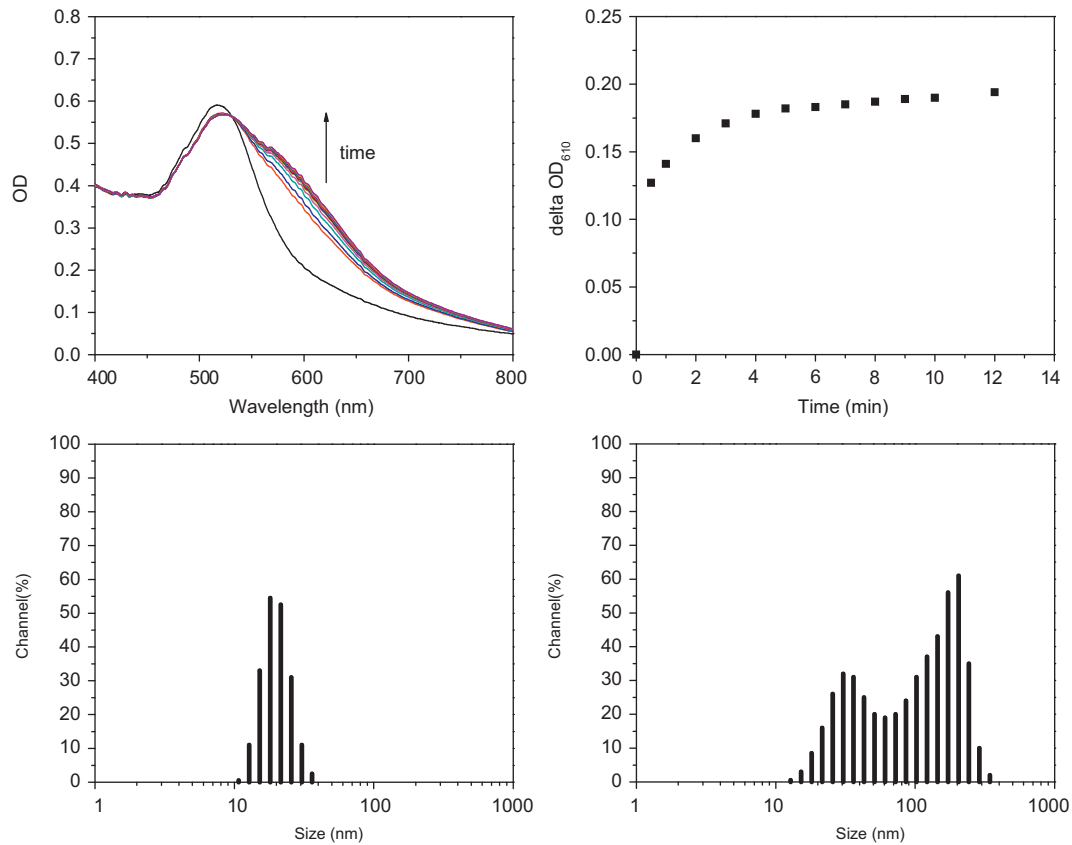 0.8
0.7
0.6
0.5
0.4
0.3
0.2
0.1
0.0
OD
time
400 500 600 700 800
Wavelength (nm)
0.25
0.20
0.15
0.10
0.05
0.00
delta OD610
0 2 4 6 8 10 12 14
Time (min)
100
90
80
70
60
50
40
30
20
10
0
Channel(%)
1 10 100 1000
Size (nm)
100
90
80
70
60
50
40
30
20
10
0
Channel(%)
1 10 100 1000
Size (nm)